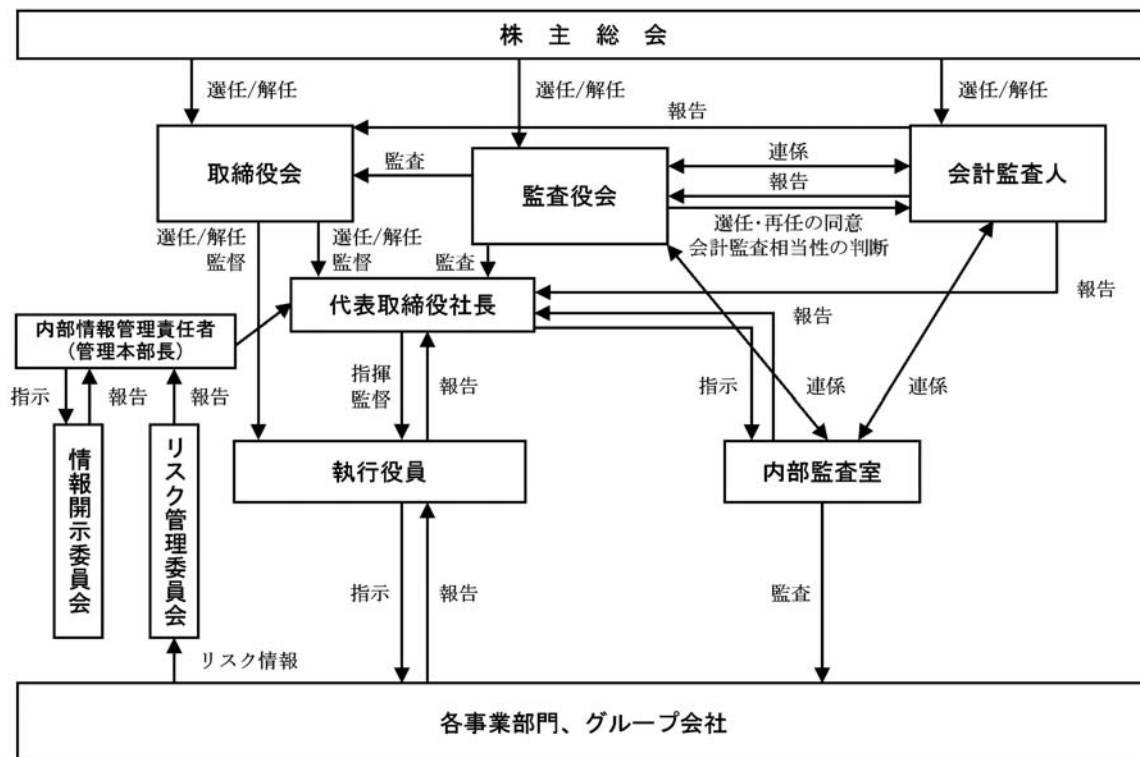 株主総会
選任/解任
選任/解任
選任/解任
報告
取締役会
監査
監査役会
連係
報告
会計監査人
選任・再任の同意
会計監査相当性の判断
選任/解任
監督
選任/解任
監督
監査
代表取締役社長
報告
報告
内部情報管理責任者
(管理本部長)
指示
報告
報告
指揮
監督
報告
指示
連係
連係
情報開示委員会
リスク管理委員会
執行役員
内部監査室
指示
報告
監査
リスク情報
各事業部門、グループ会社